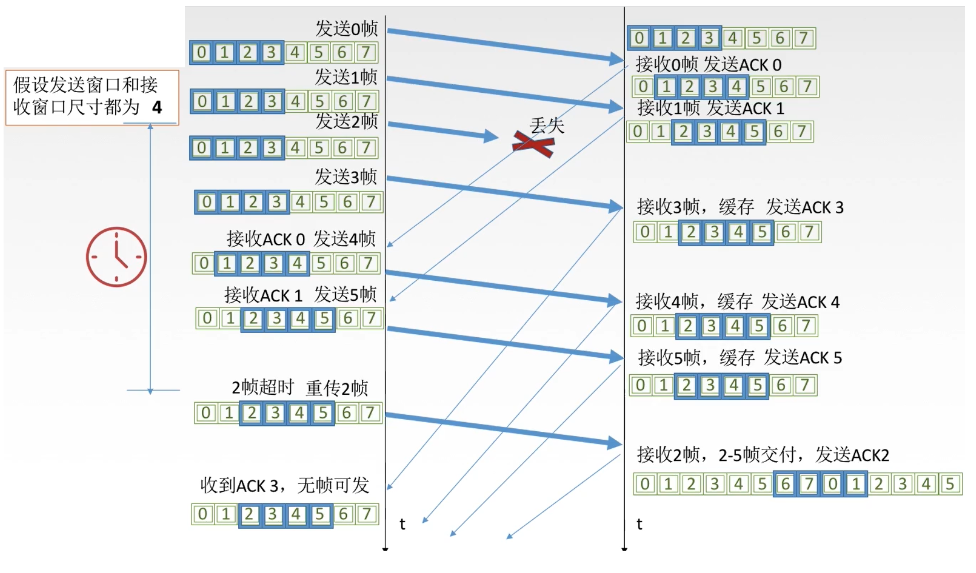 假设发送窗口和接
收窗口尺寸都为 4
发送0帧
0 1 2 3 4 5 6 7
发送1帧
0 1 2 3 4 5 6 7
发送2帧
0 1 2 3 4 5 6 7
发送3帧
0 1 2 3 4 5 6 7
接收ACK 0 发送4帧
0 1 2 3 4 5 6 7
接收ACK 1 发送5帧
0 1 2 3 4 5 6 7
2帧超时 重传2帧
0 1 2 3 4 5 6 7
收到ACK 3，无帧可发
0 1 2 3 4 5 6 7
t
丢失
0 1 2 3 4 5 6 7
接收0帧 发送ACK 0
0 1 2 3 4 5 6 7
接收1帧 发送ACK 1
0 1 2 3 4 5 6 7
接收3帧，缓存 发送ACK 3
0 1 2 3 4 5 6 7
接收4帧，缓存 发送ACK 4
0 1 2 3 4 5 6 7
接收5帧，缓存 发送ACK 5
0 1 2 3 4 5 6 7
接收2帧，2-5帧交付，发送ACK2
0 1 2 3 4 5 6 7 0 1 2 3 4 5
t